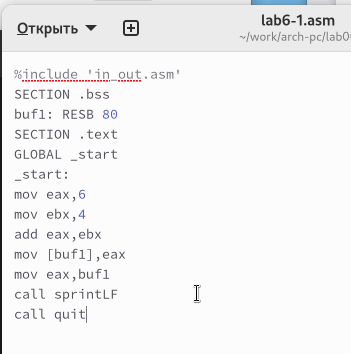 Открыть
lab6-1.asm
~/work/arch-pc/lab0
%include 'in_out.asm'
SECTION .bss
buf1: RESB 80
SECTION .text
GLOBAL _start
_start:
mov eax,6
mov ebx,4
add eax,ebx
mov [buf1],eax
mov eax,buf1
call sprintLF
call quit